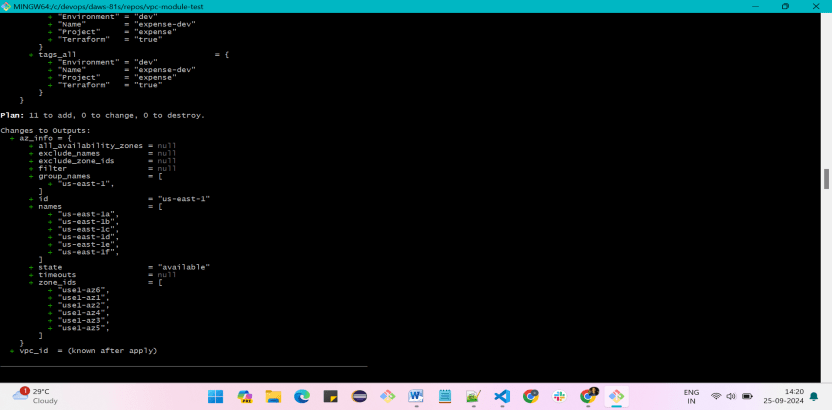 MINGW64:/c/devops/daws-81s/repos/vpc-module-test
+ "Environment" = "dev"
+ "Name" = "expense-dev"
+ "Project" = "expense"
+ "Terraform" = "true"
}
+ tags_all = {
+ "Environment" = "dev"
+ "Name" = "expense-dev"
+ "Project" = "expense"
+ "Terraform" = "true"
}
}
Plan: 11 to add, 0 to change, 0 to destroy.
Changes to Outputs:
+ az_info = {
+ all_availability_zones = null
+ exclude_names = null
+ exclude_zone_ids = null
+ filter = null
+ group_names = [
+ "us-east-1",
]
+ id = "us-east-1"
+ names = [
+ "us-east-1a",
+ "us-east-1b",
+ "us-east-1c",
+ "us-east-1d",
+ "us-east-1e",
+ "us-east-1f",
]
+ state = "available"
+ timeouts = null
+ zone_ids = [
+ "use1-az6",
+ "use1-az1",
+ "use1-az2",
+ "use1-az4",
+ "use1-az3",
+ "use1-az5",
]
}
+ vpc_id = (known after apply)
1
29°C
Cloudy
PRE
ENG
IN
14:20
25-09-2024